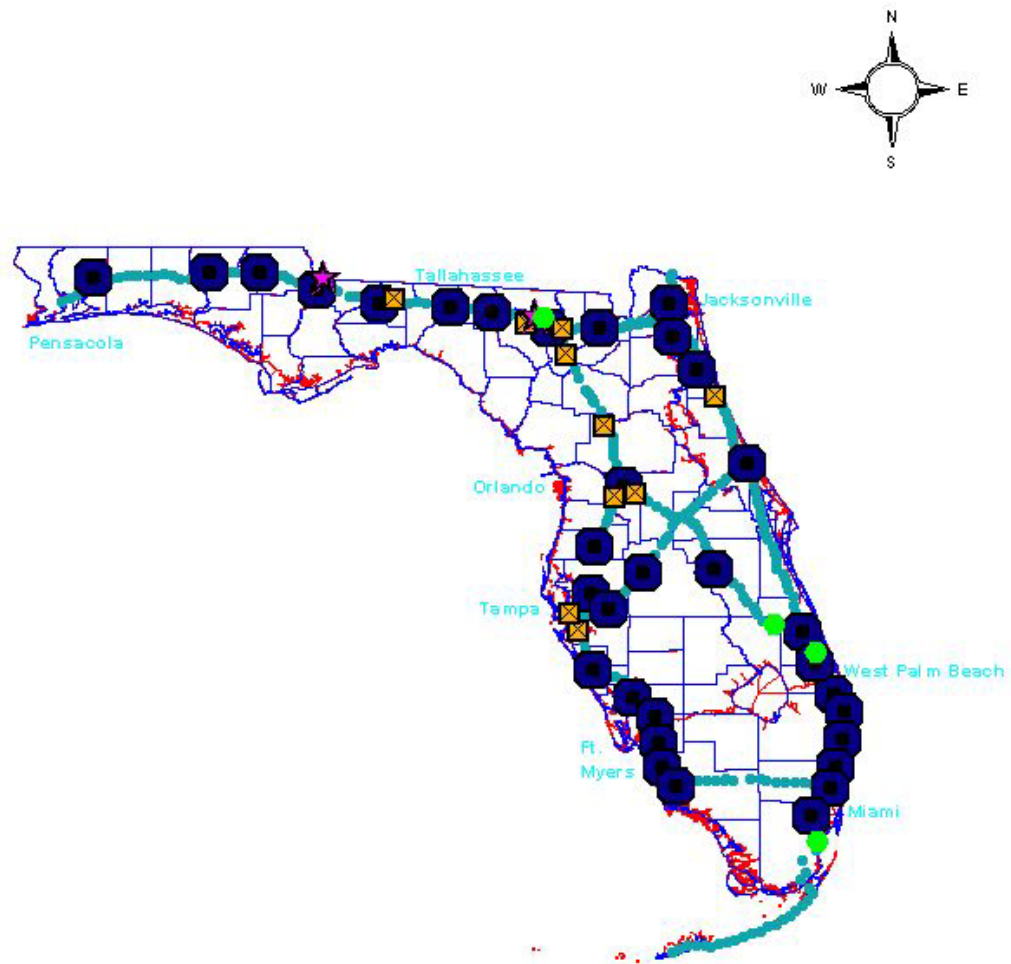 N
W
E
S
Tallahassee
Jacksonville
Pensacola
Orlando
Tampa
West Palm Beach
Ft.
Myers
Miami